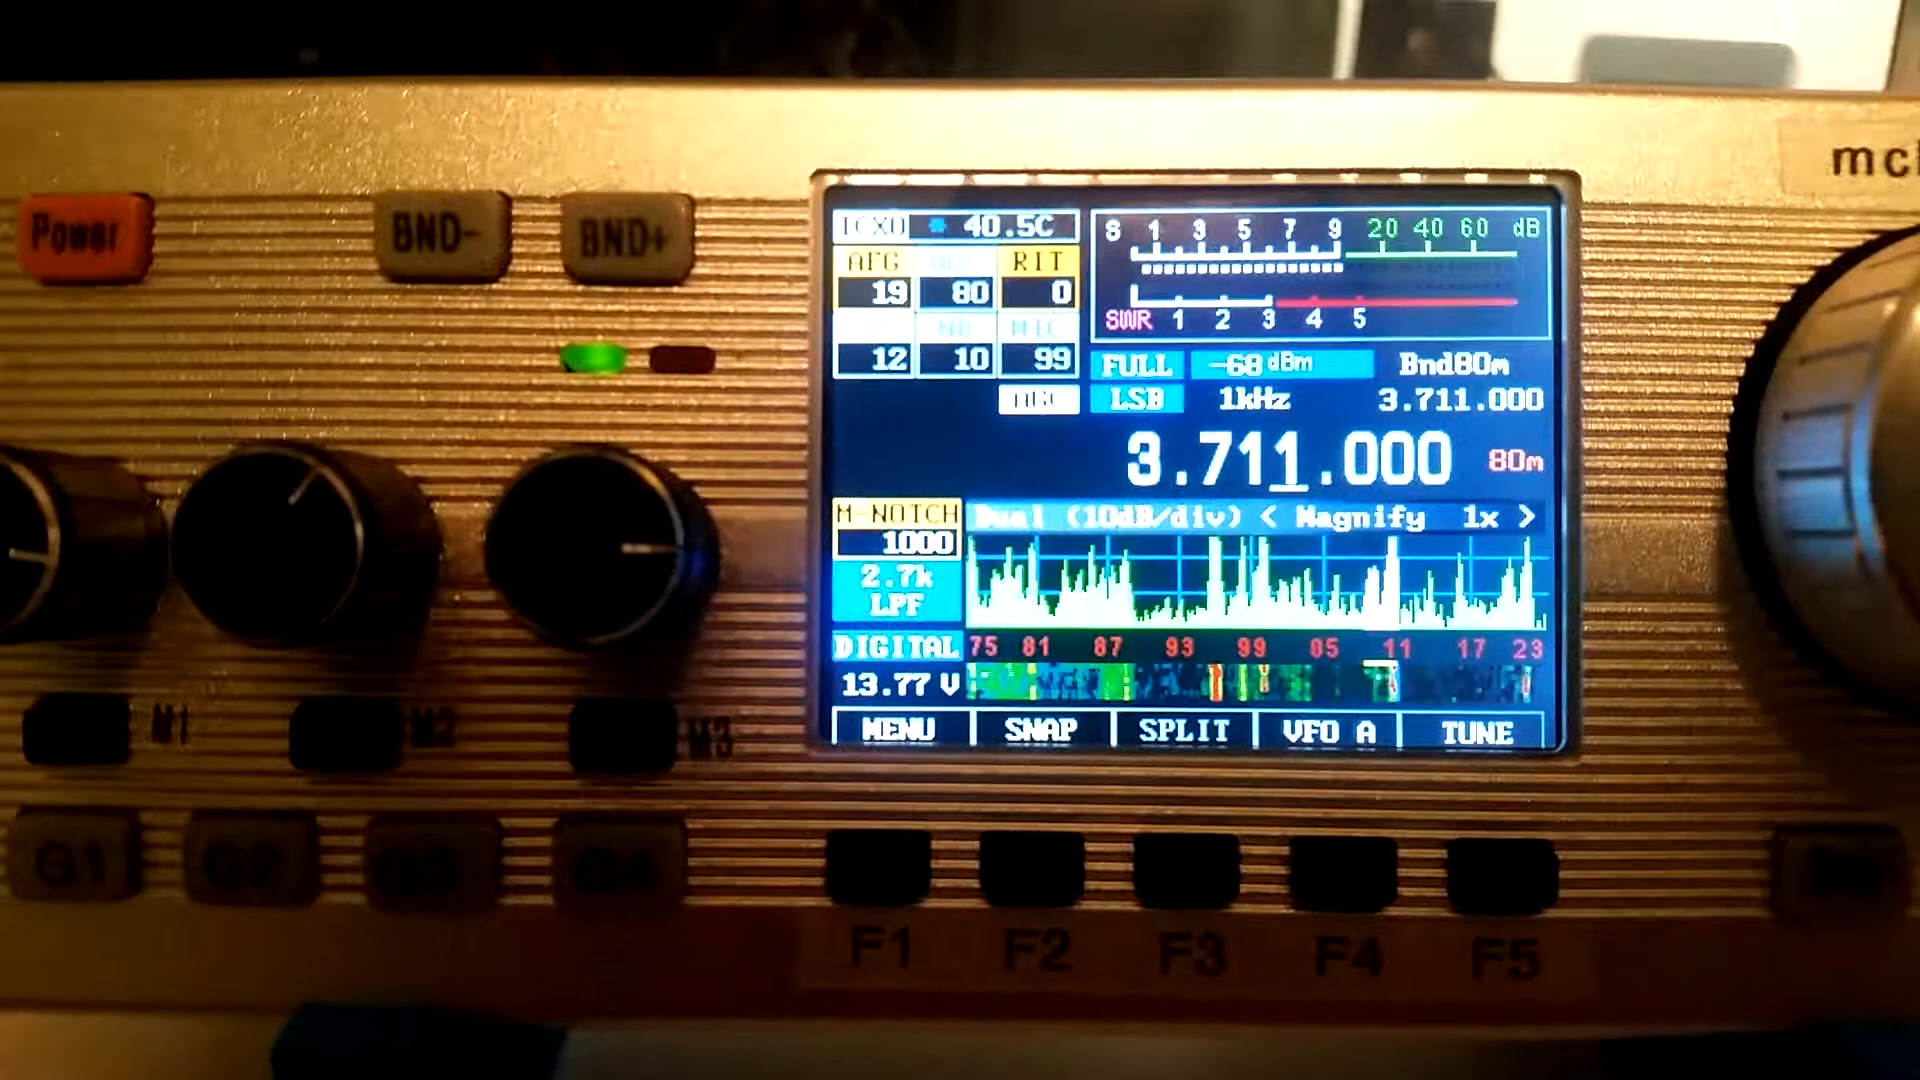 mc
Power
BND-
BND+
TCXO * 40.5C
AFG RIT
19 80 0
MIC
12 10 99
S 1 3 5 7 9 20 40 60 dB
SWR 1 2 3 4 5
FULL -68 dBm Bnd80m
LSB 1kHz 3.711.000
3.711.000 80m
M-NOTCH
1000
2.7k
LPF
Dual (10dB/div) < Magnify 1x >
DIGITAL 75 81 87 93 99 05 11 17 23
13.77 V
MENU SNAP SPLIT VFO A TUNE
M1 M2 M3
G1 G2 G3 G4
F1 F2 F3 F4 F5